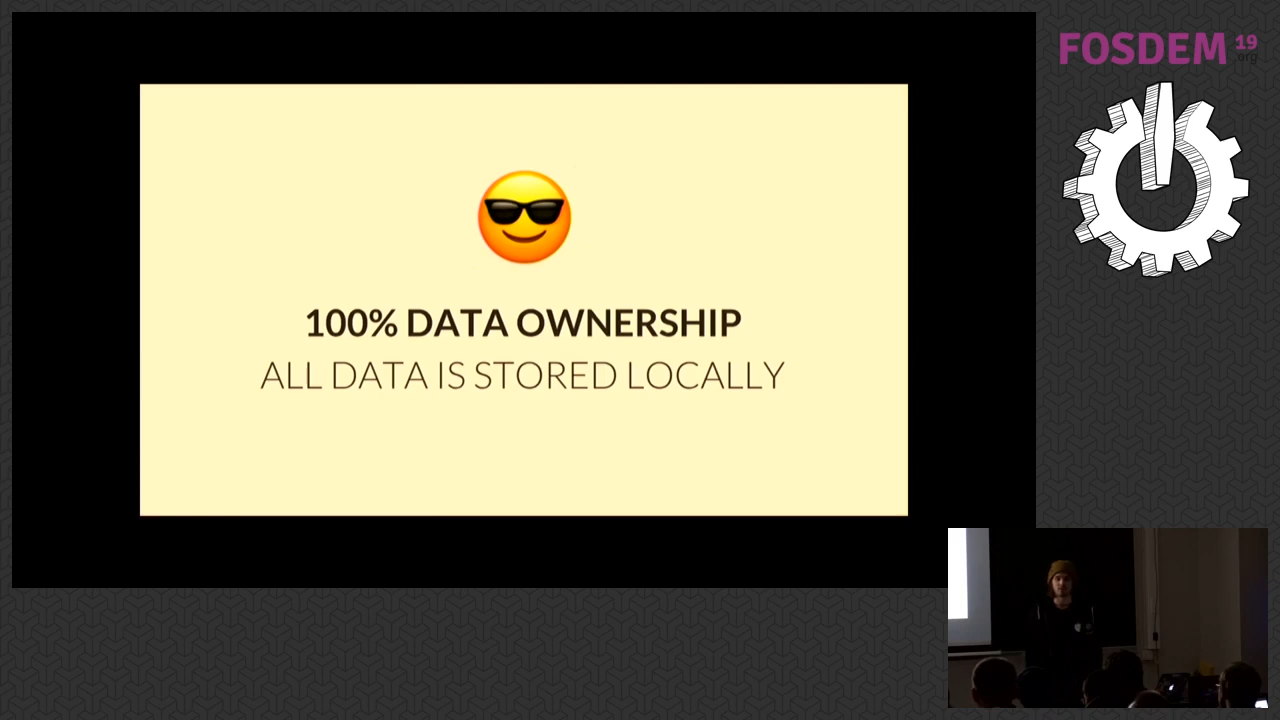 FOSDEM 19
.org
100% DATA OWNERSHIP
ALL DATA IS STORED LOCALLY